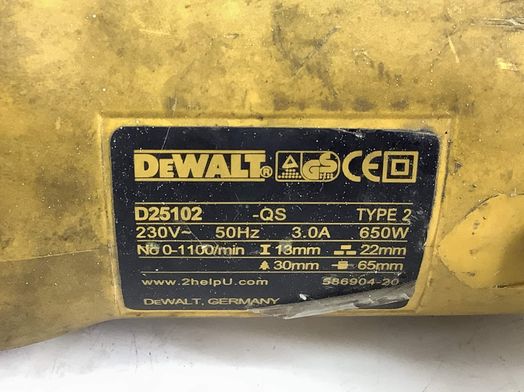 DEWALT®
D25102 -QS TYPE 2
230V~ 50Hz 3.0A 650W
No 0-1100/min 13mm 22mm
30mm 65mm
www.2helpU.com 586904-20
DEWALT, GERMANY